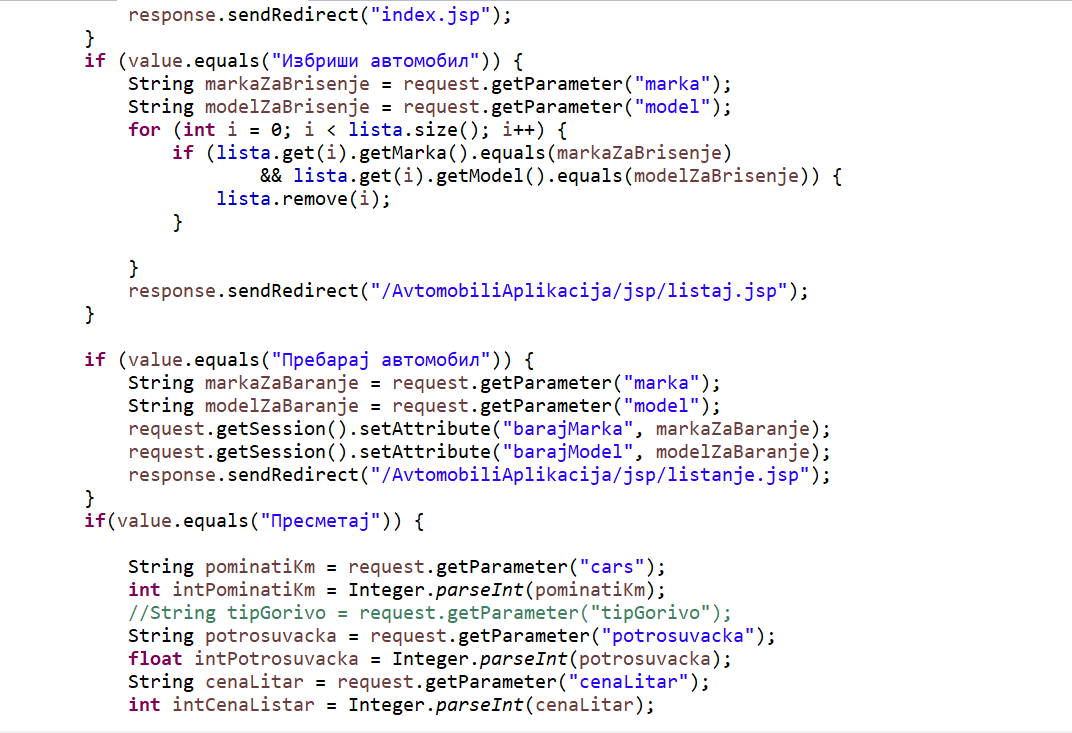 response.sendRedirect("index.jsp");
}
if (value.equals("Избриши автомобил")) {
String markaZaBrisenje = request.getParameter("marka");
String modelZaBrisenje = request.getParameter("model");
for (int i = 0; i < lista.size(); i++) {
if (lista.get(i).getMarka().equals(markaZaBrisenje)
&& lista.get(i).getModel().equals(modelZaBrisenje)) {
lista.remove(i);
}
}
response.sendRedirect("/AvtomobiliAplikacija/jsp/listaj.jsp");
}
if (value.equals("Пребарај автомобил")) {
String markaZaBaranje = request.getParameter("marka");
String modelZaBaranje = request.getParameter("model");
request.getSession().setAttribute("barajMarka", markaZaBaranje);
request.getSession().setAttribute("barajModel", modelZaBaranje);
response.sendRedirect("/AvtomobiliAplikacija/jsp/listanje.jsp");
}
if(value.equals("Пресметај")) {
String pominatiKm = request.getParameter("cars");
int intPominatiKm = Integer.parseInt(pominatiKm);
//String tipGorivo = request.getParameter("tipGorivo");
String potrosuvacka = request.getParameter("potrosuvacka");
float intPotrosuvacka = Integer.parseInt(potrosuvacka);
String cenaLitar = request.getParameter("cenaLitar");
int intCenaListar = Integer.parseInt(cenaLitar);